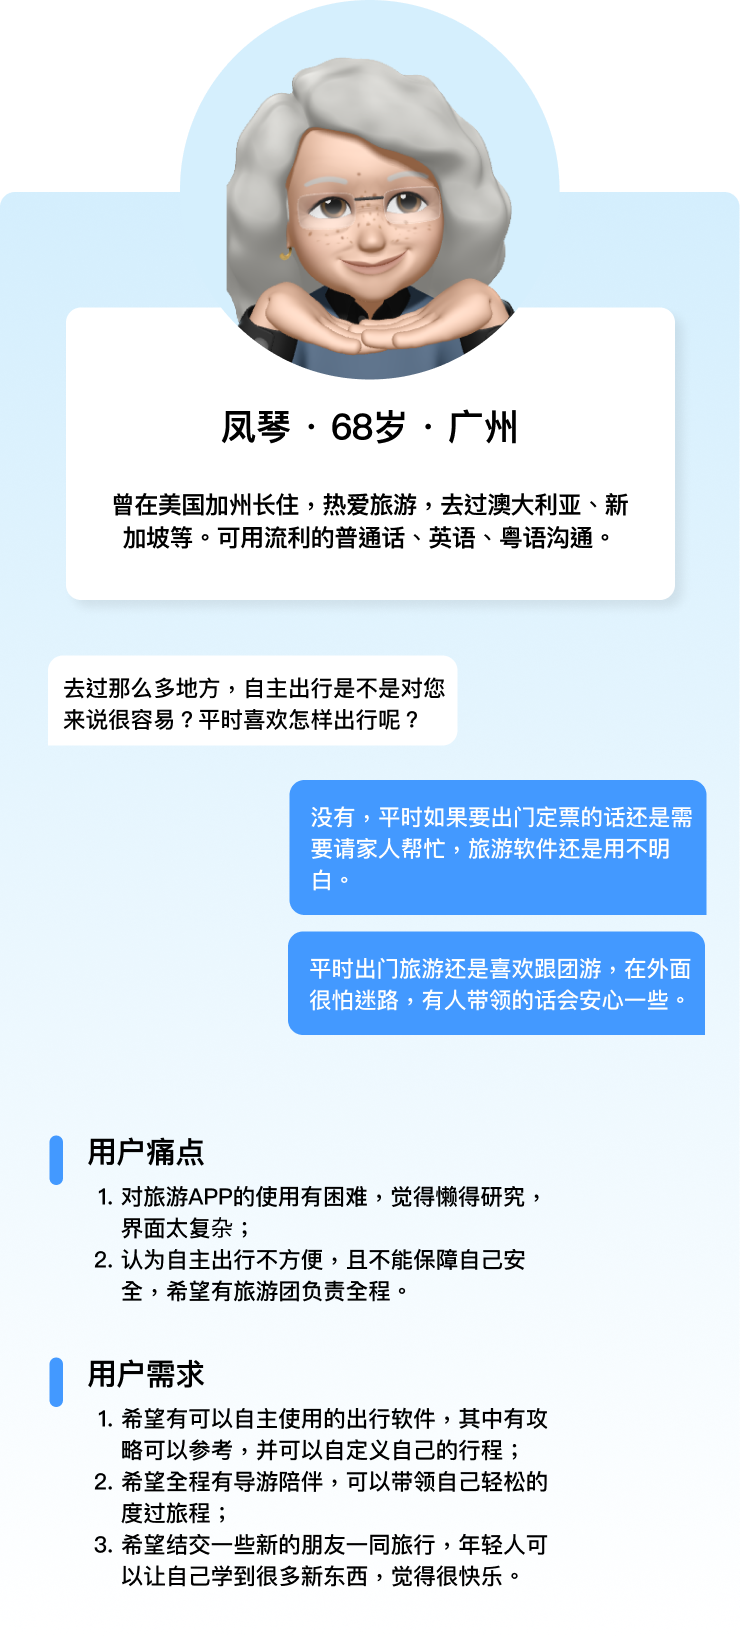 凤琴 · 68岁 · 广州
曾在美国加州长住，热爱旅游，去过澳大利亚、新
加坡等。可用流利的普通话、英语、粤语沟通。
去过那么多地方，自主出行是不是对您
来说很容易？平时喜欢怎样出行呢？
没有，平时如果要出门定票的话还是需
要请家人帮忙，旅游软件还是用不明
白。
平时出门旅游还是喜欢跟团游，在外面
很怕迷路，有人带领的话会安心一些。
用户痛点
1. 对旅游APP的使用有困难，觉得懒得研究，
界面太复杂；
2. 认为自主出行不方便，且不能保障自己安
全，希望有旅游团负责全程。
用户需求
1. 希望有可以自主使用的出行软件，其中有攻
略可以参考，并可以自定义自己的行程；
2. 希望全程有导游陪伴，可以带领自己轻松的
度过旅程；
3. 希望结交一些新的朋友一同旅行，年轻人可
以让自己学到很多新东西，觉得很快乐。